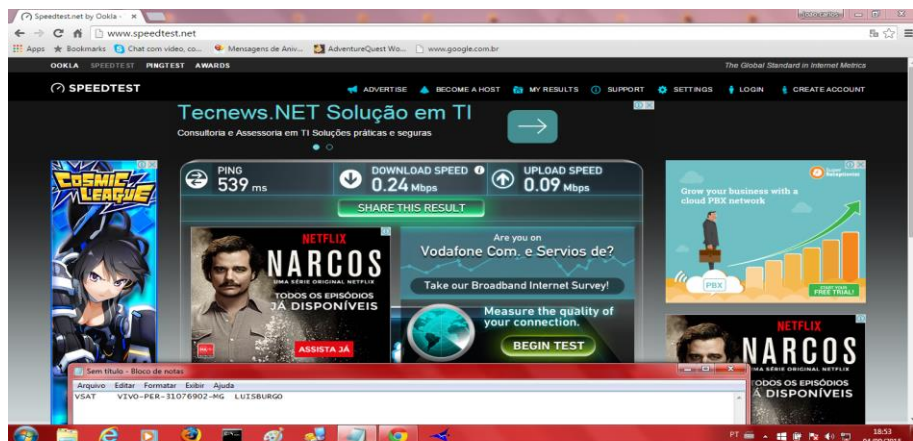 Speedtest.net by Ookla -
www.speedtest.net
Apps Bookmarks Chat com vídeo, co... Mensagens de Aniv... AdventureQuest Wo... www.google.com.br
OOKLA SPEEDTEST PINGTEST AWARDS
The Global Standard in Internet Metrics
SPEEDTEST
ADVERTISE BECOME A HOST MY RESULTS SUPPORT SETTINGS LOGIN CREATE ACCOUNT
Tecnews.NET Solução em TI
Consultoria e Assessoria em TI Soluções práticas e seguras
COSMIC LEAGUE
PING
539 ms
DOWNLOAD SPEED
0.24 Mbps
UPLOAD SPEED
0.09 Mbps
SHARE THIS RESULT
Grow your business with a
cloud PBX network
PBX
START YOUR
FREE TRIAL!
NETFLIX
NARCOS
UMA SÉRIE ORIGINAL NETFLIX
TODOS OS EPISÓDIOS
JÁ DISPONÍVEIS
ASSISTA JÁ
Are you on
Vodafone Com. e Servios de?
Take our Broadband Internet Survey!
Measure the quality of
your connection.
BEGIN TEST
NETFLIX
NARCOS
UMA SÉRIE ORIGINAL NETFLIX
TODOS OS EPISÓDIOS
Á DISPONÍVEIS
Sem título - Bloco de notas
Arquivo Editar Formatar Exibir Ajuda
VSAT VIVO-PER-31076902-MG LUISBURGO
PT
18:53